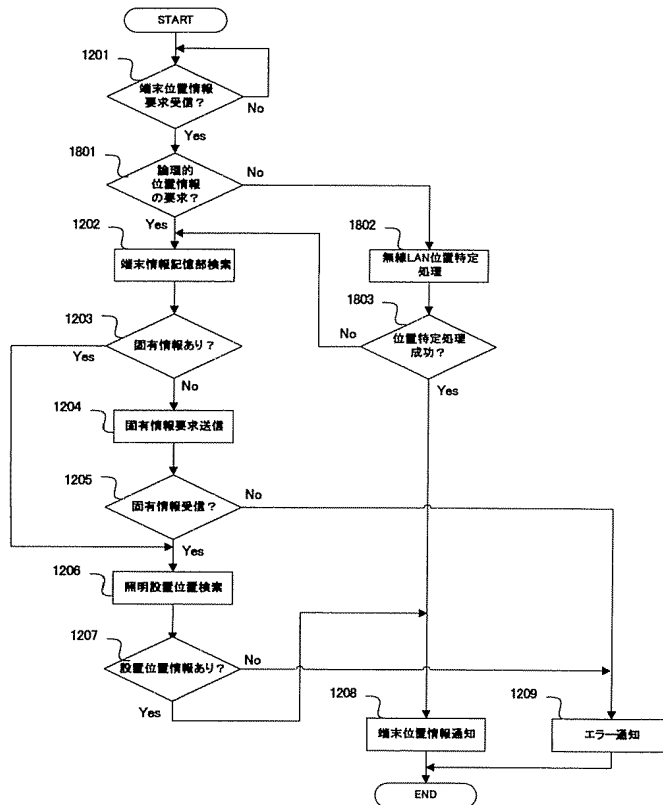 START
1201
端末位置情報
要求受信？
No
Yes
1801
論理的
位置情報
の要求？
No
Yes
1202
端末情報記憶部検索
1802
無線LAN位置特定
処理
1203
固有情報あり？
Yes
No
1803
位置特定処理
成功？
No
Yes
1204
固有情報要求送信
1205
固有情報受信？
No
Yes
1206
照明設置位置検索
1207
設置位置情報あり？
No
Yes
1208
端末位置情報通知
1209
エラー通知
END